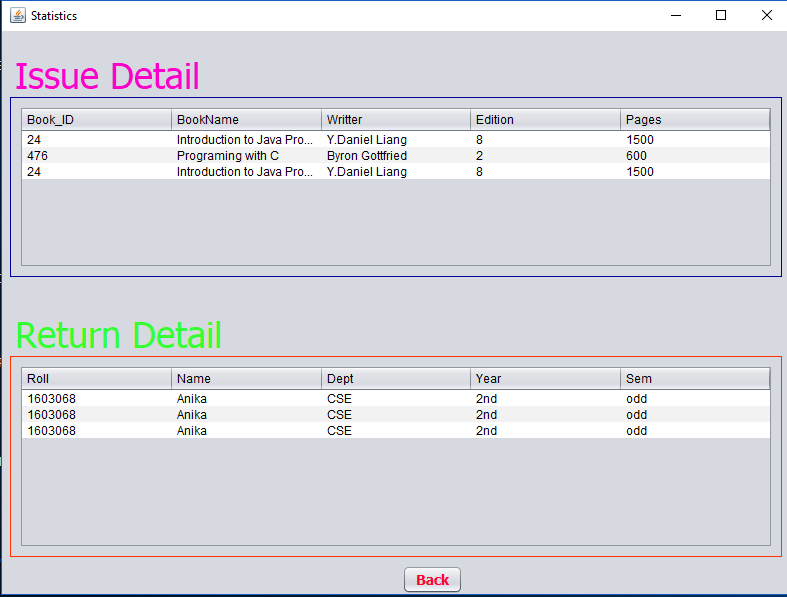 Statistics
Issue Detail
Book_ID BookName Writter Edition Pages
24 Introduction to Java Pro... Y.Daniel Liang 8 1500
476 Programing with C Byron Gottfried 2 600
24 Introduction to Java Pro... Y.Daniel Liang 8 1500
Return Detail
Roll Name Dept Year Sem
1603068 Anika CSE 2nd odd
1603068 Anika CSE 2nd odd
1603068 Anika CSE 2nd odd
Back